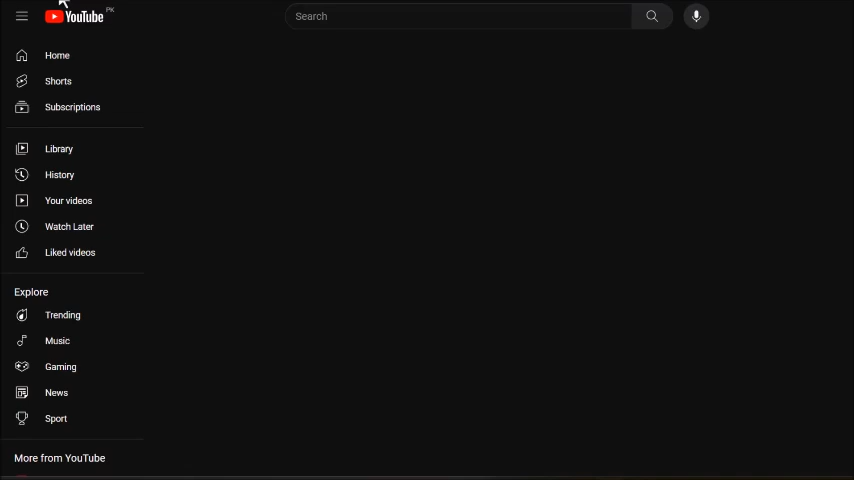 YouTube PK
Search
Home
Shorts
Subscriptions
Library
History
Your videos
Watch Later
Liked videos
Explore
Trending
Music
Gaming
News
Sport
More from YouTube